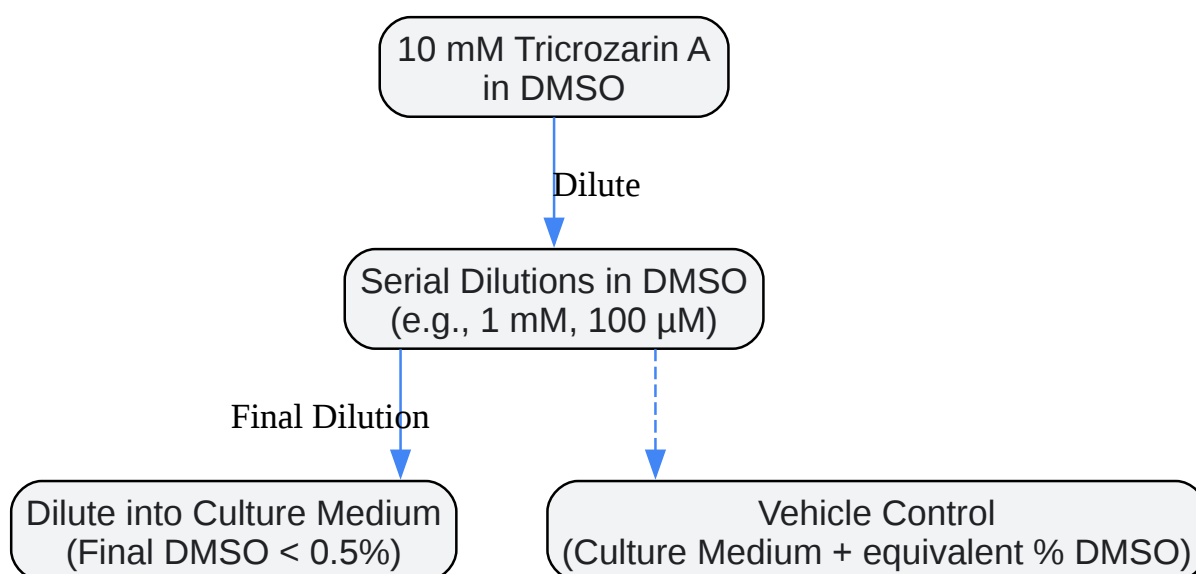 10 mM Tricrozarin A
in DMSO
Dilute
Serial Dilutions in DMSO
(e.g., 1 mM, 100 µM)
Final Dilution
Dilute into Culture Medium
(Final DMSO < 0.5%)
Vehicle Control
(Culture Medium + equivalent % DMSO)